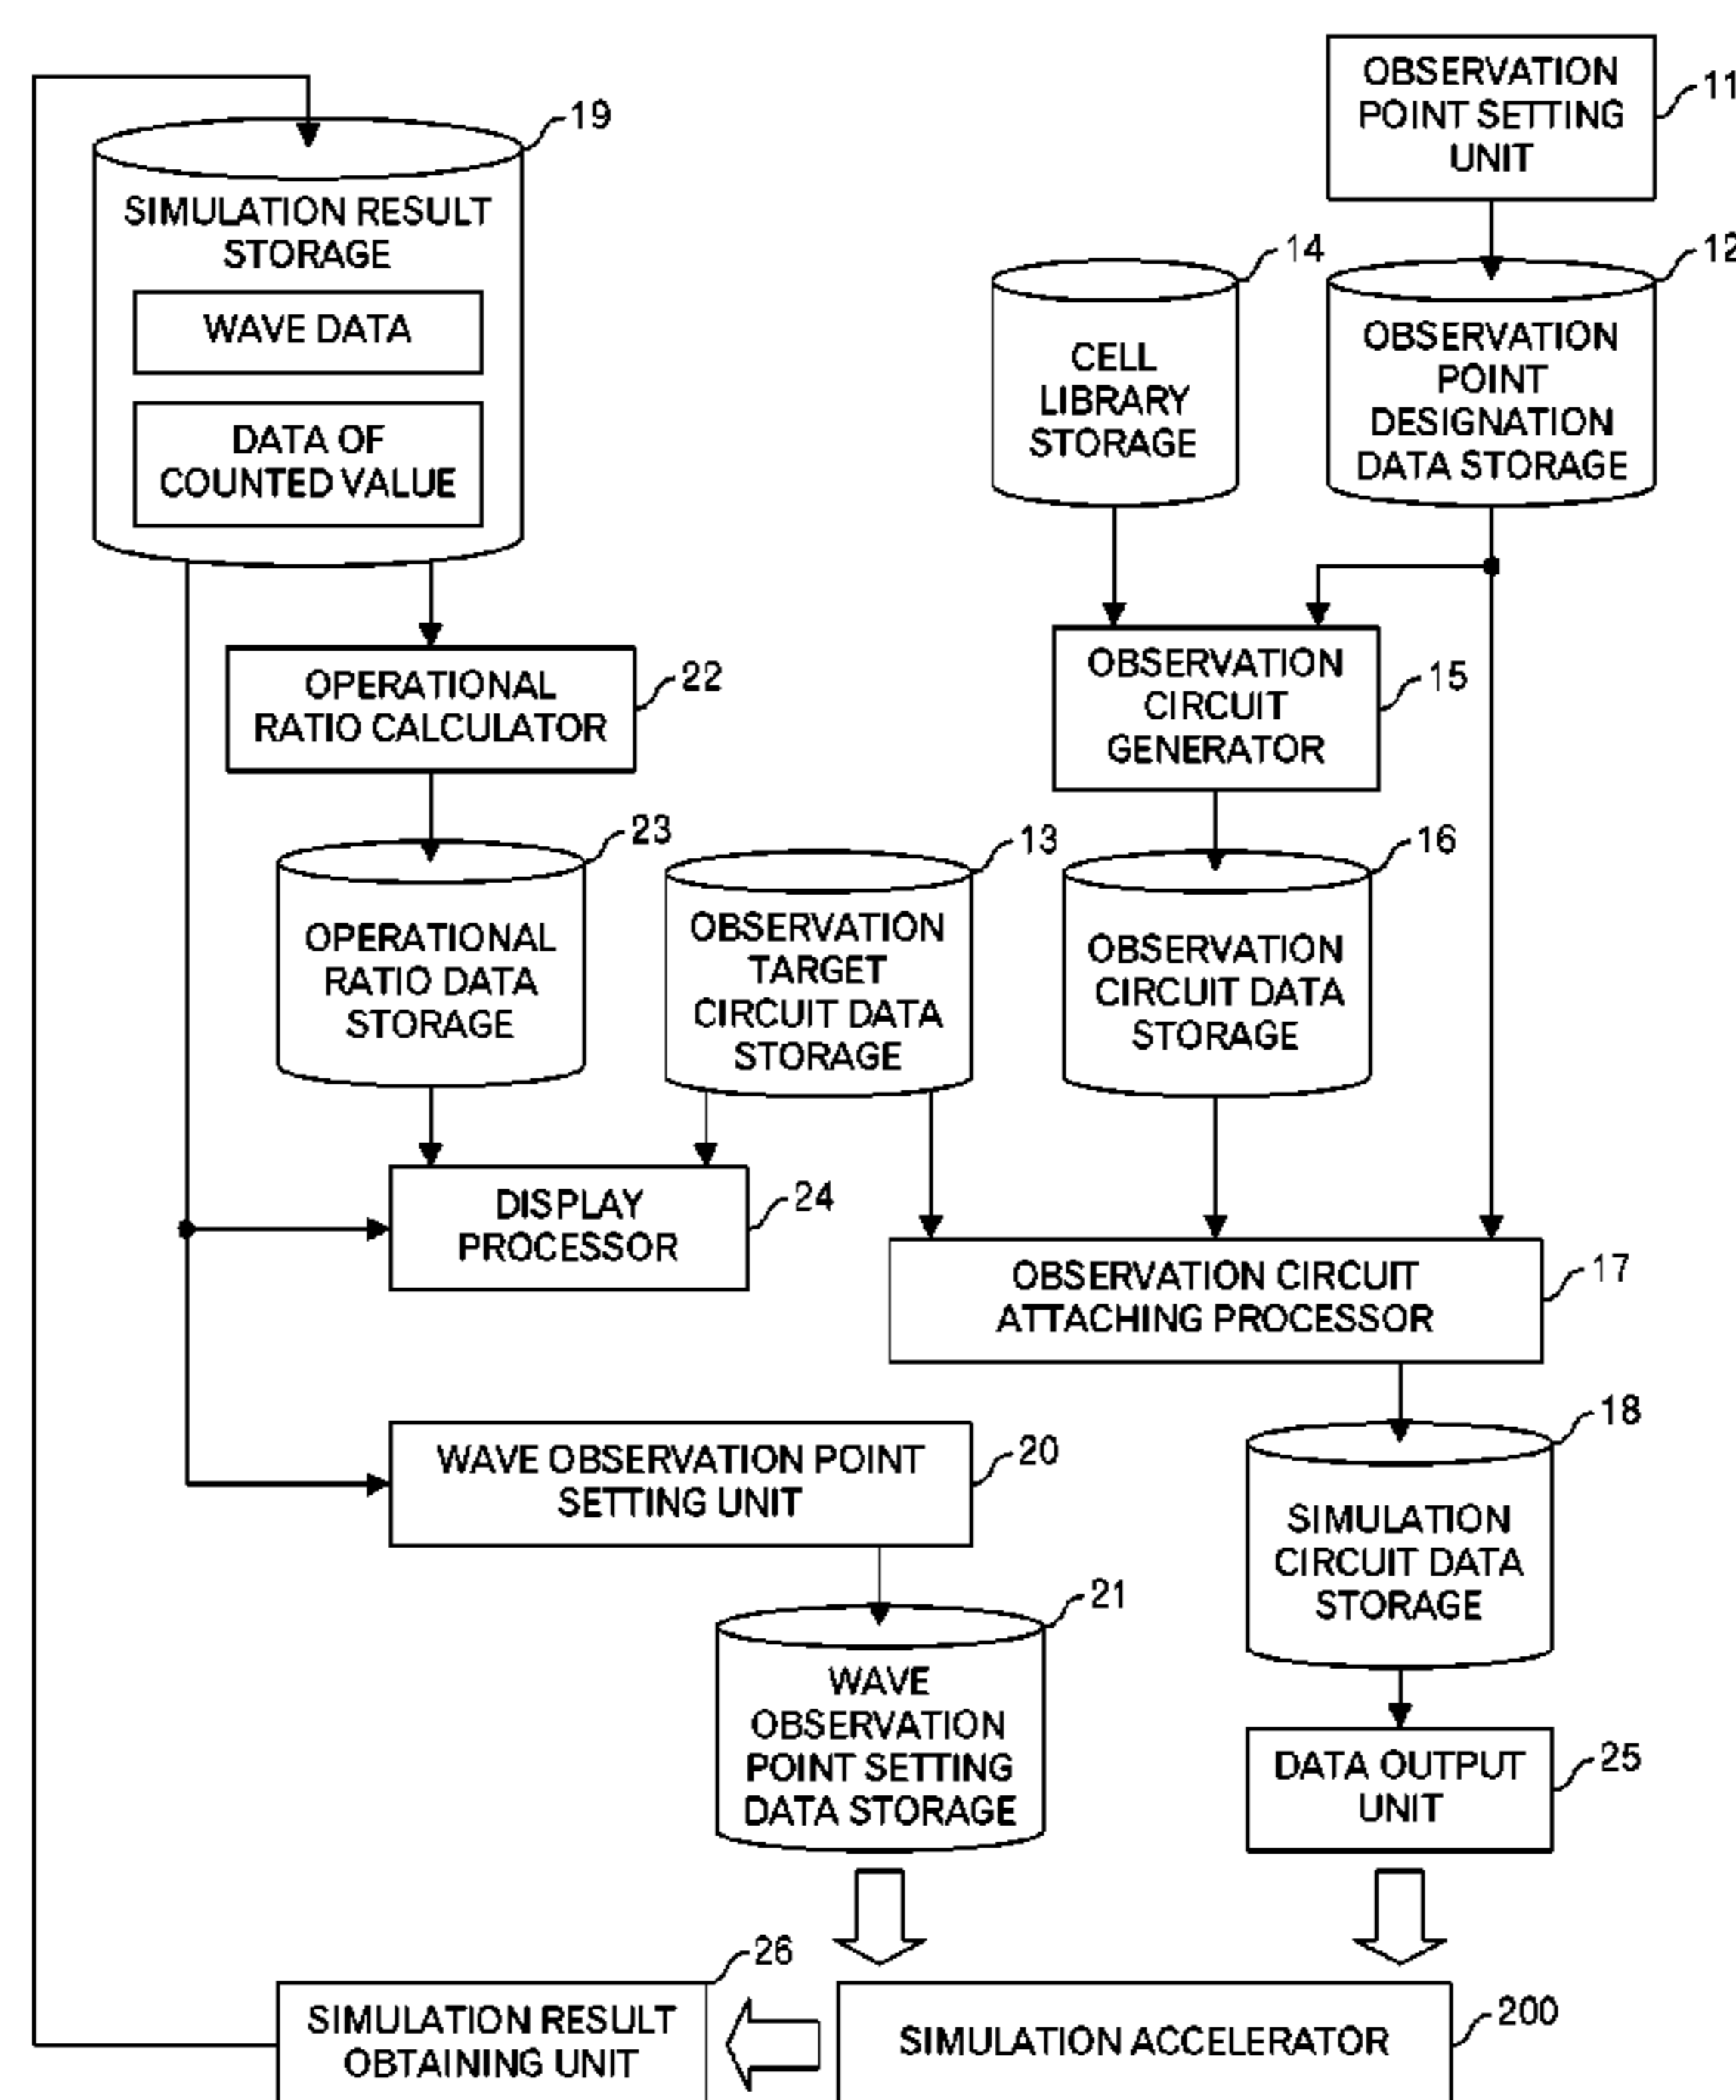 OBSERVATION
POINT SETTING
UNIT
11
19
SIMULATION RESULT
STORAGE
WAVE DATA
DATA OF
COUNTED VALUE
14
CELL
LIBRARY
STORAGE
12
OBSERVATION
POINT
DESIGNATION
DATA STORAGE
22
OPERATIONAL
RATIO CALCULATOR
OBSERVATION
CIRCUIT
GENERATOR
15
23
OPERATIONAL
RATIO DATA
STORAGE
13
OBSERVATION
TARGET
CIRCUIT DATA
STORAGE
16
OBSERVATION
CIRCUIT DATA
STORAGE
DISPLAY
PROCESSOR
24
OBSERVATION CIRCUIT
ATTACHING PROCESSOR
17
WAVE OBSERVATION POINT
SETTING UNIT
20
18
SIMULATION
CIRCUIT DATA
STORAGE
21
WAVE
OBSERVATION
POINT SETTING
DATA STORAGE
DATA OUTPUT
UNIT
25
26
SIMULATION RESULT
OBTAINING UNIT
SIMULATION ACCELERATOR
200